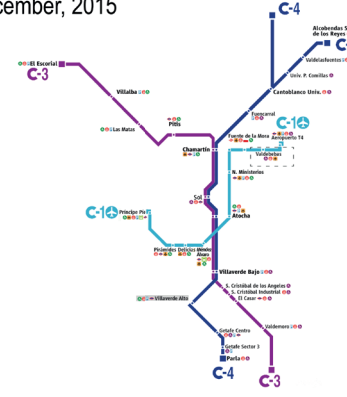 cember, 2015
C-4
Alcobendas S
de los Reyes
C-
Valdelasfuentes
El Escorial
C-3
Univ. P. Comillas
Cantoblanco Univ.
Villalba
Fuencarral
Las Matas
Pitis
Fuente de la Mora
C-1
Aeropuerto T4
Chamartín
Valdebebas
N. Ministerios
Sol
C-1
Príncipe Pío
Atocha
Pirámides
Delicias
Méndez
Álvaro
Villaverde Bajo
S. Cristóbal de los Angeles
S. Cristóbal Industrial
Villaverde Alto
El Casar
Getafe Centro
Valdemoro
Getafe Sector 3
Parla
C-4
C-3